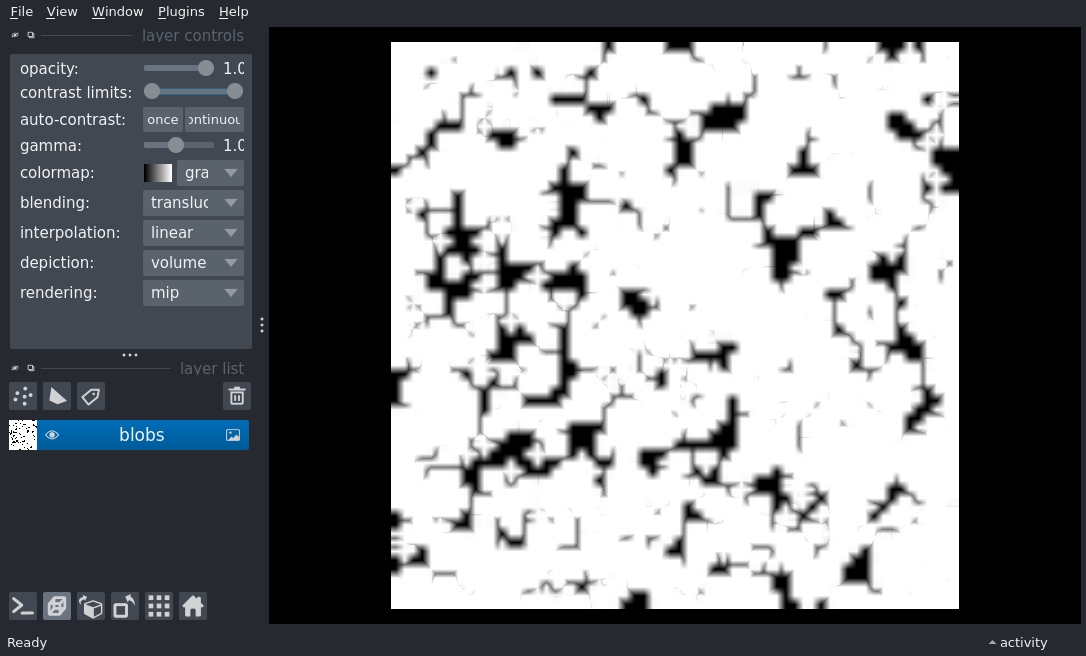 File View Window Plugins Help
layer controls
opacity: 1.0
contrast limits:
auto-contrast: once ontinuou
gamma: 1.0
colormap: gra
blending: transluc
interpolation: linear
depiction: volume
rendering: mip
layer list
blobs
Ready
activity